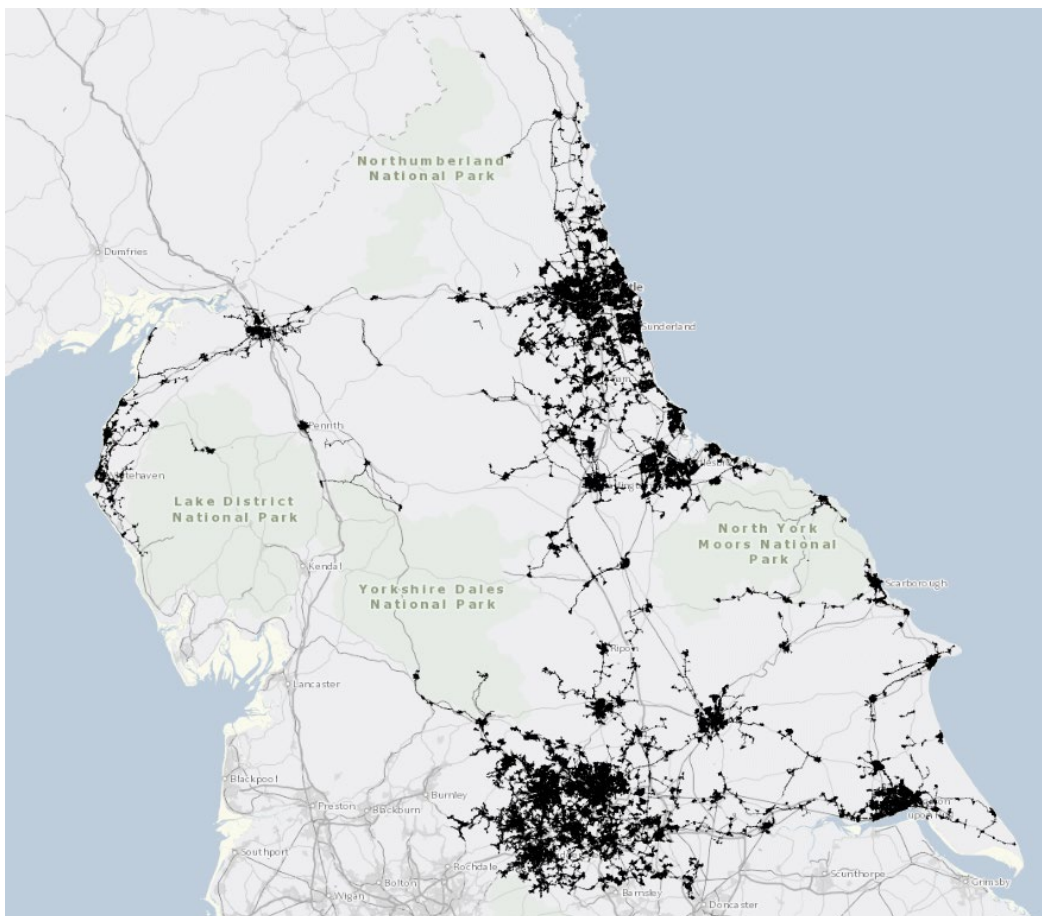 Northumberland
National Park
Dumfries
Sunderland
Penrith
Lake District
National Park
North York
Moors National
Park
Kendal
Yorkshire Dales
National Park
Scarborough
Ripon
Lancaster
Blackpool
Preston
Blackburn
Burnley
Southport
Rochdale
Bolton
Wigan
Barnsley
Doncaster
Scunthorpe
Grimsby